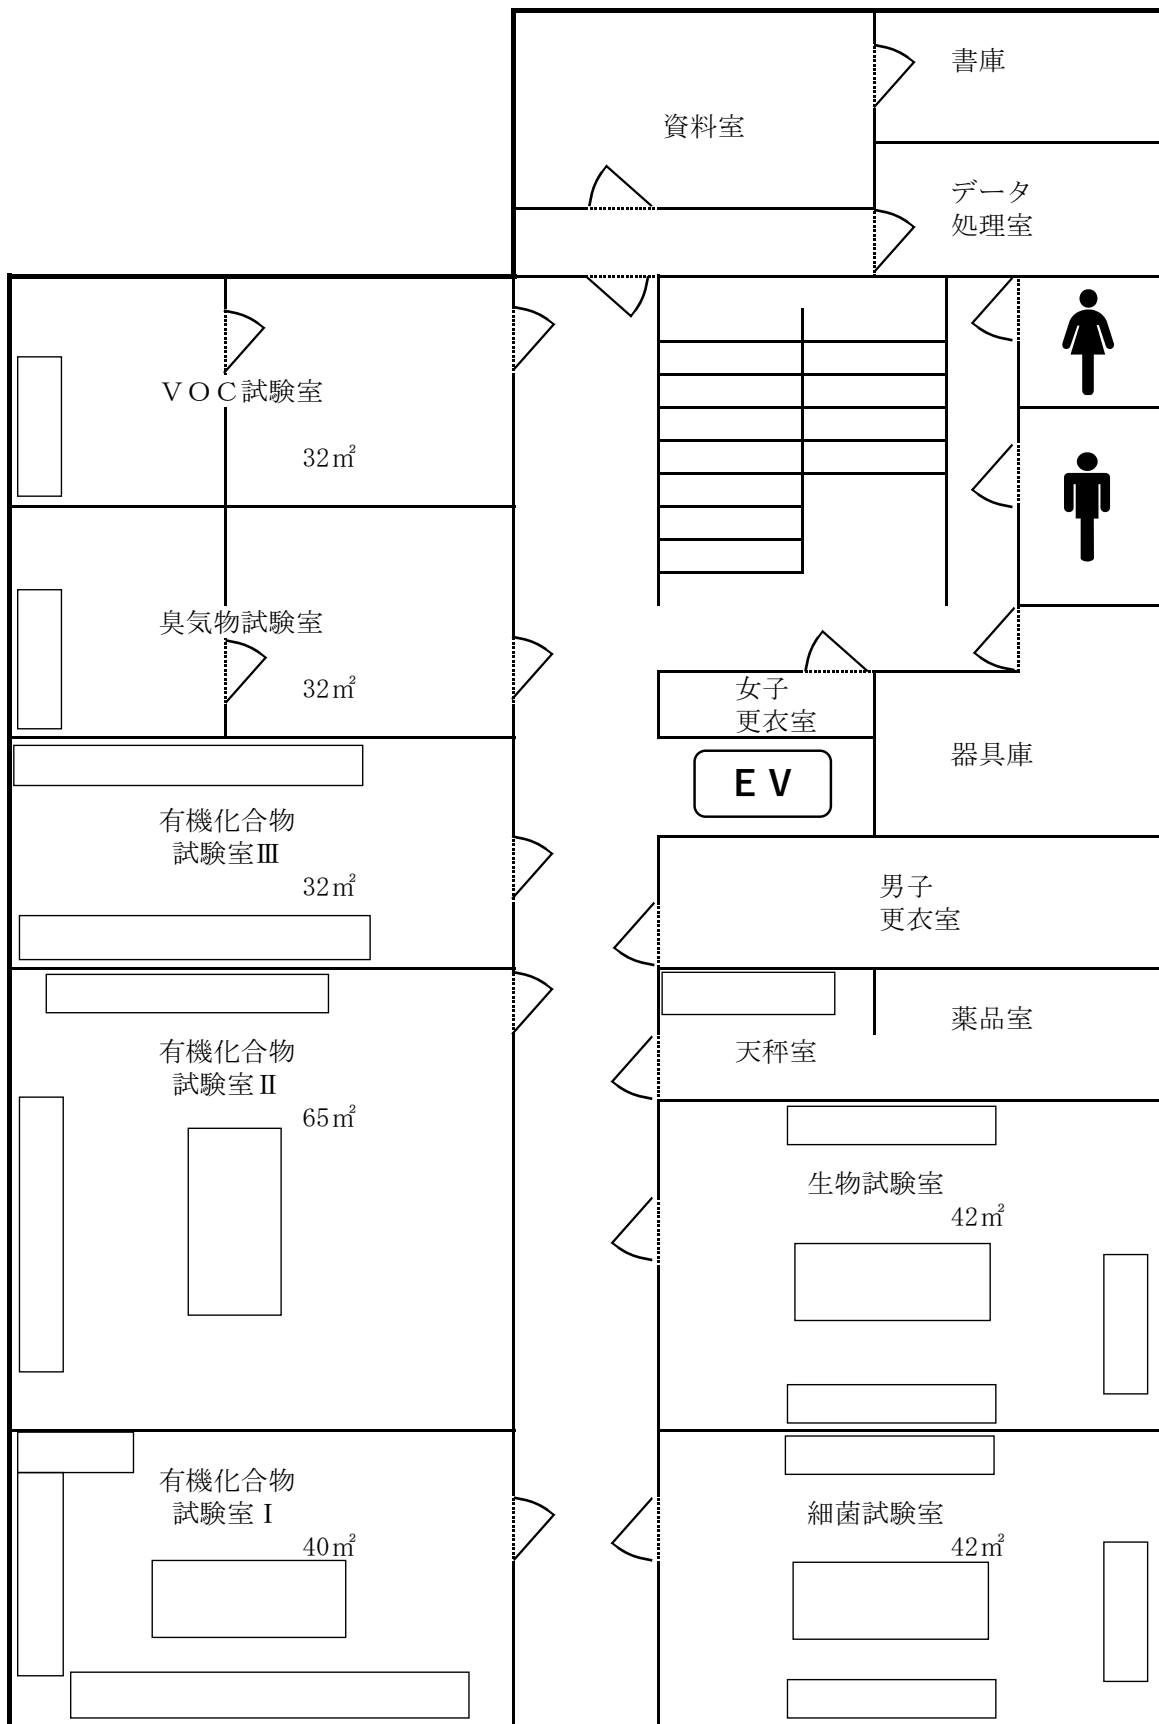 書庫
資料室
データ
処理室
ＶＯＣ試験室
32㎡
臭気物試験室
32㎡
女子
更衣室
器具庫
ＥＶ
有機化合物
試験室Ⅲ
32㎡
男子
更衣室
薬品室
天秤室
有機化合物
試験室Ⅱ
65㎡
生物試験室
42㎡
有機化合物
試験室Ⅰ
40㎡
細菌試験室
42㎡